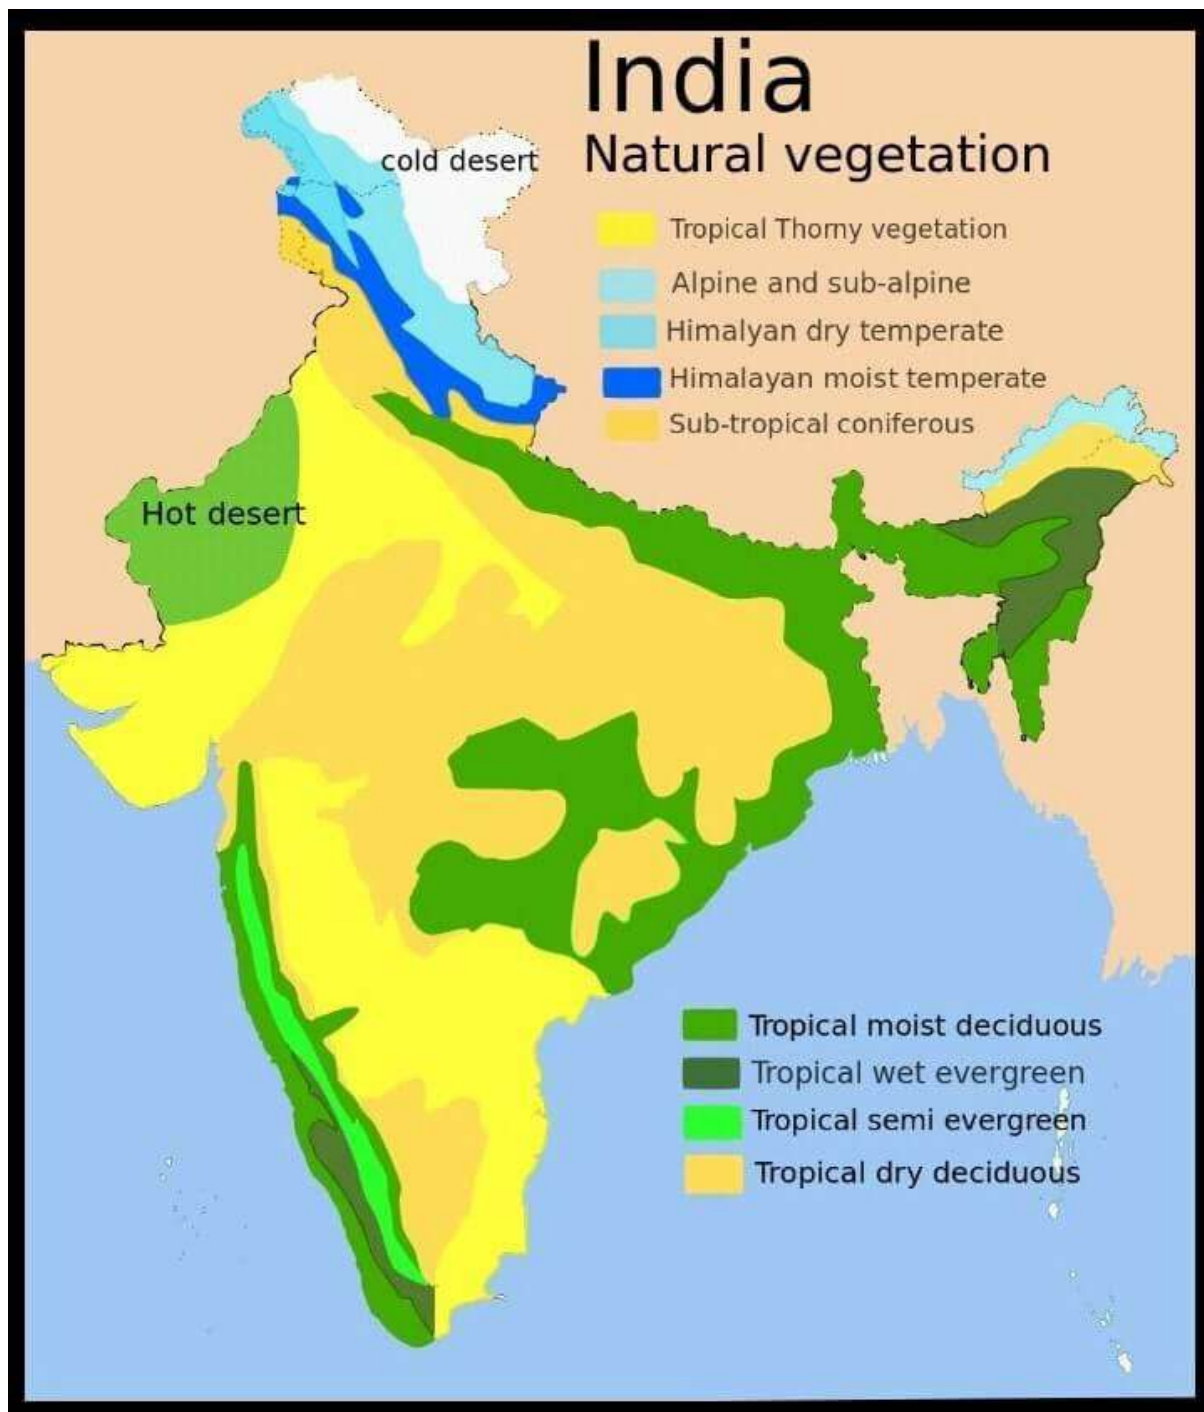 India
Natural vegetation
cold desert
Tropical Thorny vegetation
Alpine and sub-alpine
Himalyan dry temperate
Himalayan moist temperate
Sub-tropical coniferous
Hot desert
Tropical moist deciduous
Tropical wet evergreen
Tropical semi evergreen
Tropical dry deciduous